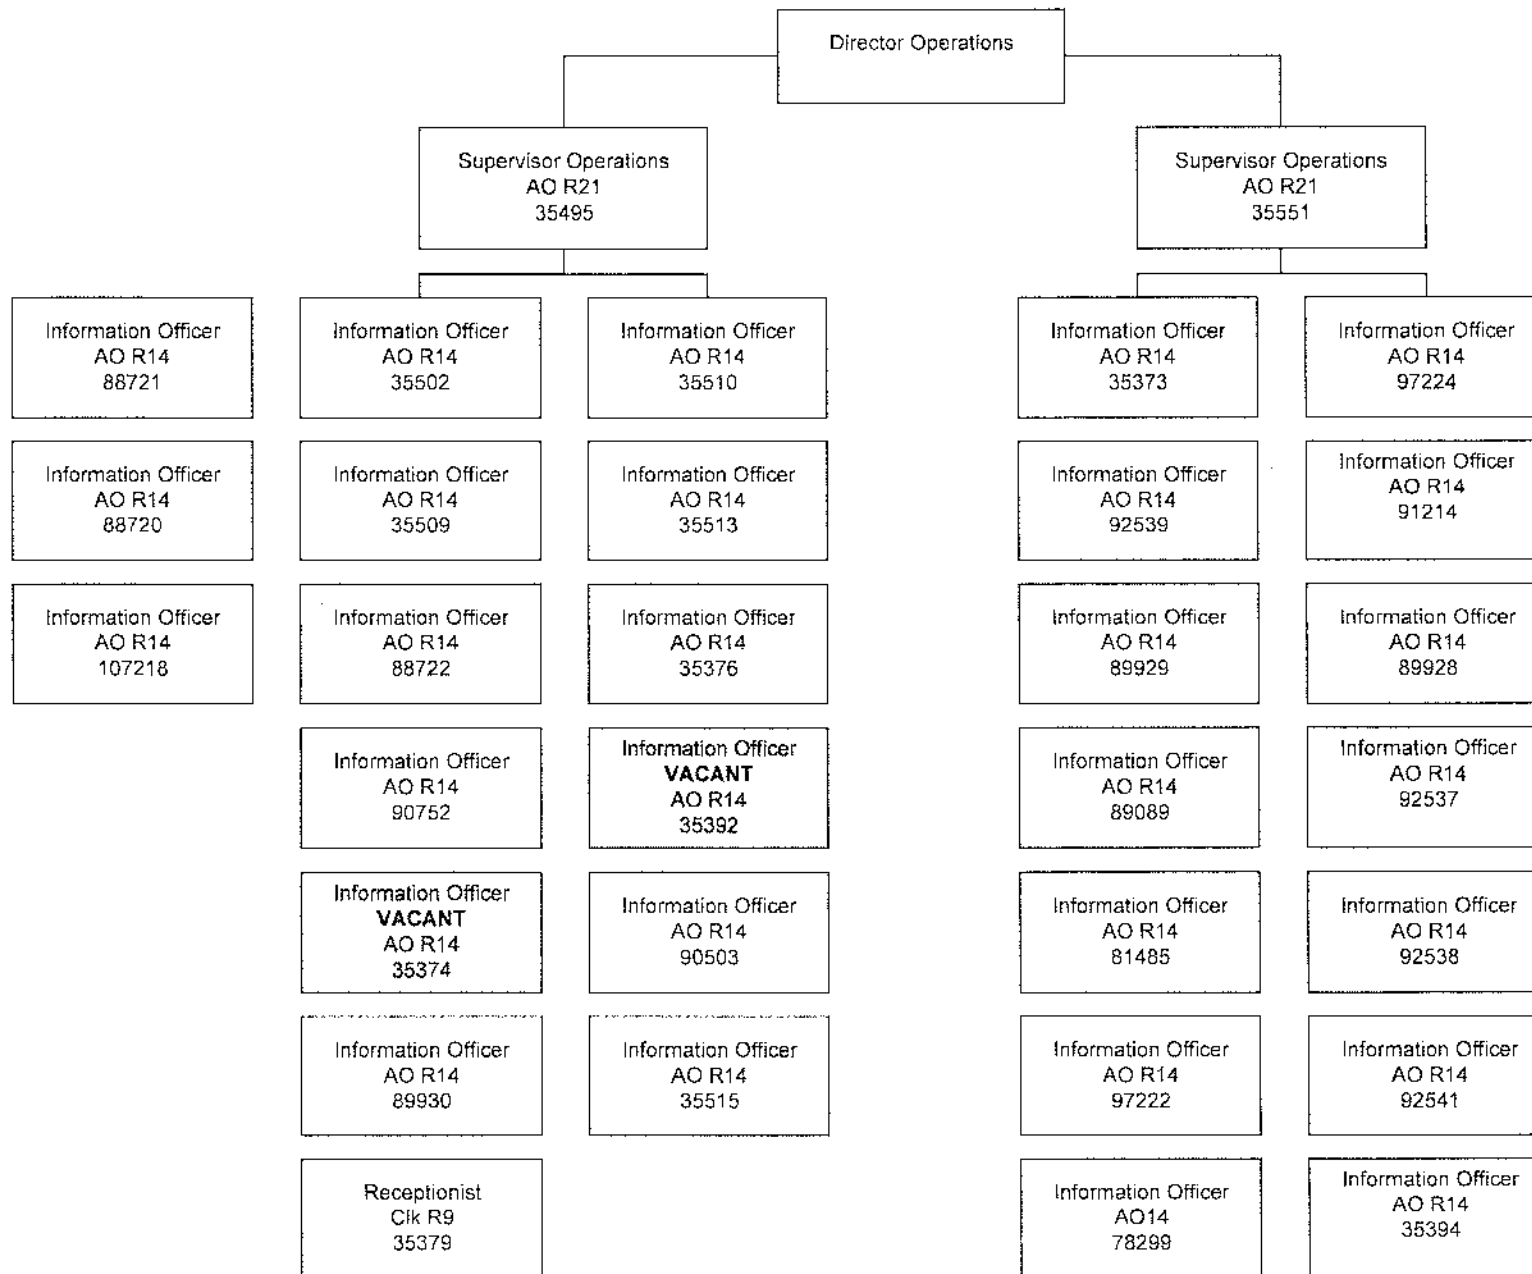 Director Operations
Supervisor Operations
AO R21
35495
Supervisor Operations
AO R21
35551
Information Officer
AO R14
88721
Information Officer
AO R14
35502
Information Officer
AO R14
35510
Information Officer
AO R14
35373
Information Officer
AO R14
97224
Information Officer
AO R14
88720
Information Officer
AO R14
35509
Information Officer
AO R14
35513
Information Officer
AO R14
92539
Information Officer
AO R14
91214
Information Officer
AO R14
107218
Information Officer
AO R14
88722
Information Officer
AO R14
35376
Information Officer
AO R14
89929
Information Officer
AO R14
89928
Information Officer
AO R14
90752
Information Officer
VACANT
AO R14
35392
Information Officer
AO R14
89089
Information Officer
AO R14
92537
Information Officer
VACANT
AO R14
35374
Information Officer
AO R14
90503
Information Officer
AO R14
81485
Information Officer
AO R14
92538
Information Officer
AO R14
89930
Information Officer
AO R14
35515
Information Officer
AO R14
97222
Information Officer
AO R14
92541
Receptionist
Clk R9
35379
Information Officer
AO14
78299
Information Officer
AO R14
35394